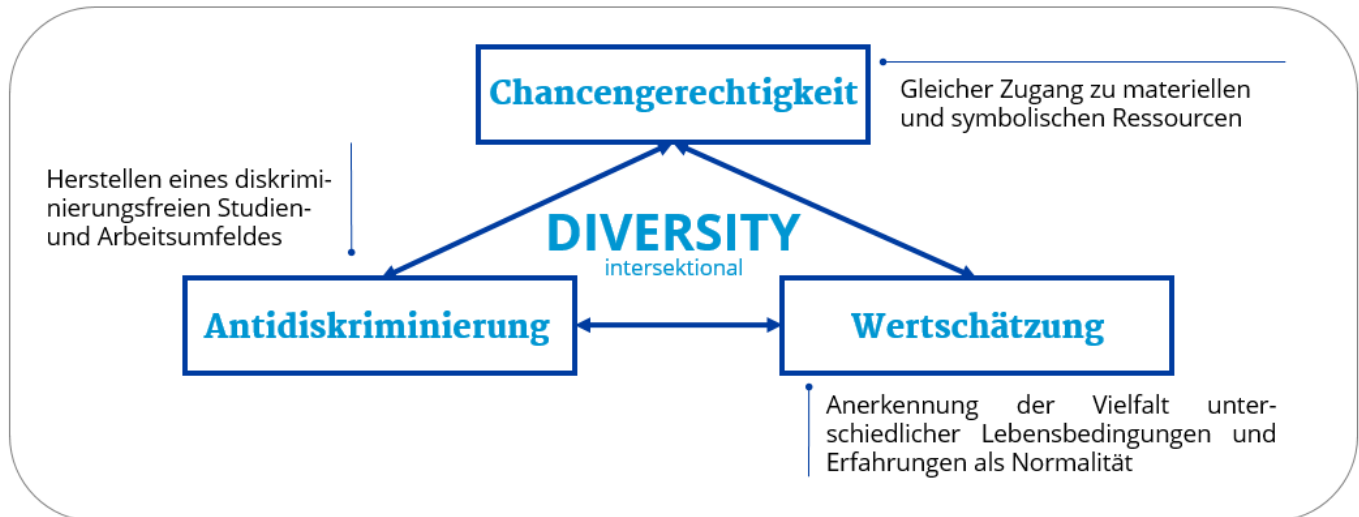 Chancengerechtigkeit
Gleicher Zugang zu materiellen
und symbolischen Ressourcen
Herstellen eines diskrimi-
nierungsfreien Studien-
und Arbeitsumfeldes
DIVERSITY
intersektional
Antidiskriminierung
Wertschätzung
Anerkennung der Vielfalt unter-
schiedlicher Lebensbedingungen und
Erfahrungen als Normalität